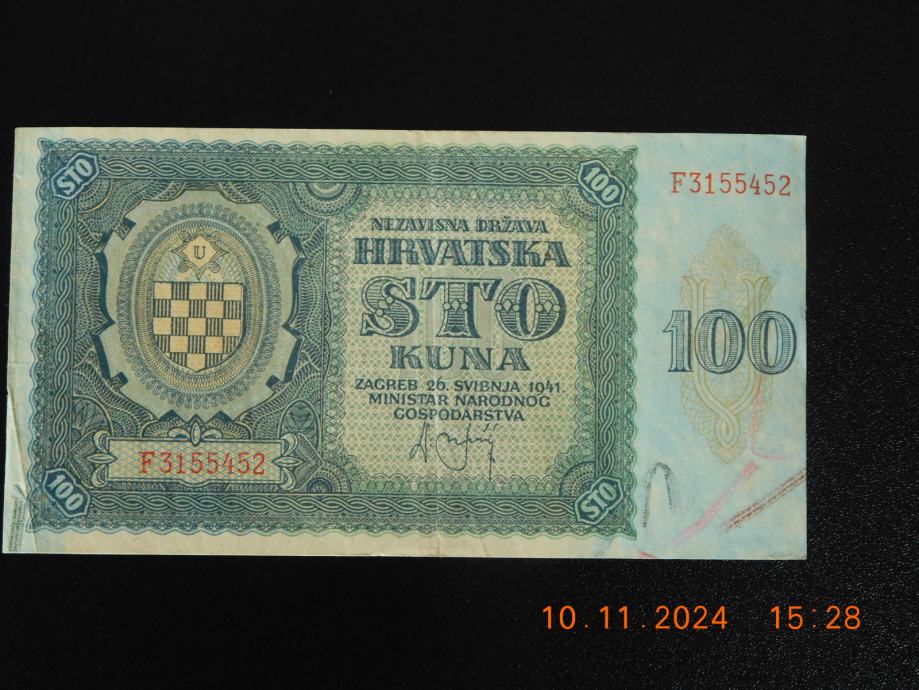 STO
100
F3155452
U
NEZAVISNA DRŽAVA
HRVATSKA
STO
KUNA
ZAGREB 26. SVIBNJA 1941.
MINISTAR NARODNOG
GOSPODARSTVA
100
F3155452
100
STO
10.11.2024 15:28